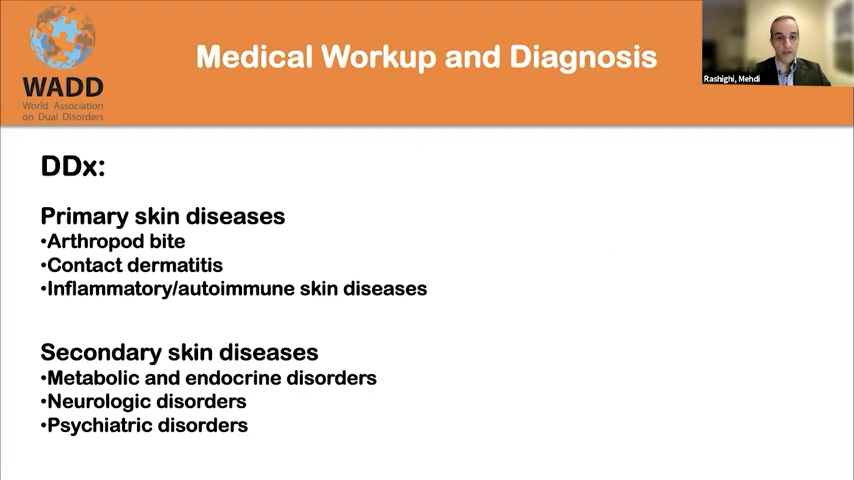 Medical Workup and Diagnosis
WADD
World Association
on Dual Disorders
Rashighi, Mehdi
DDx:
Primary skin diseases
•Arthropod bite
•Contact dermatitis
•Inflammatory/autoimmune skin diseases
Secondary skin diseases
•Metabolic and endocrine disorders
•Neurologic disorders
•Psychiatric disorders